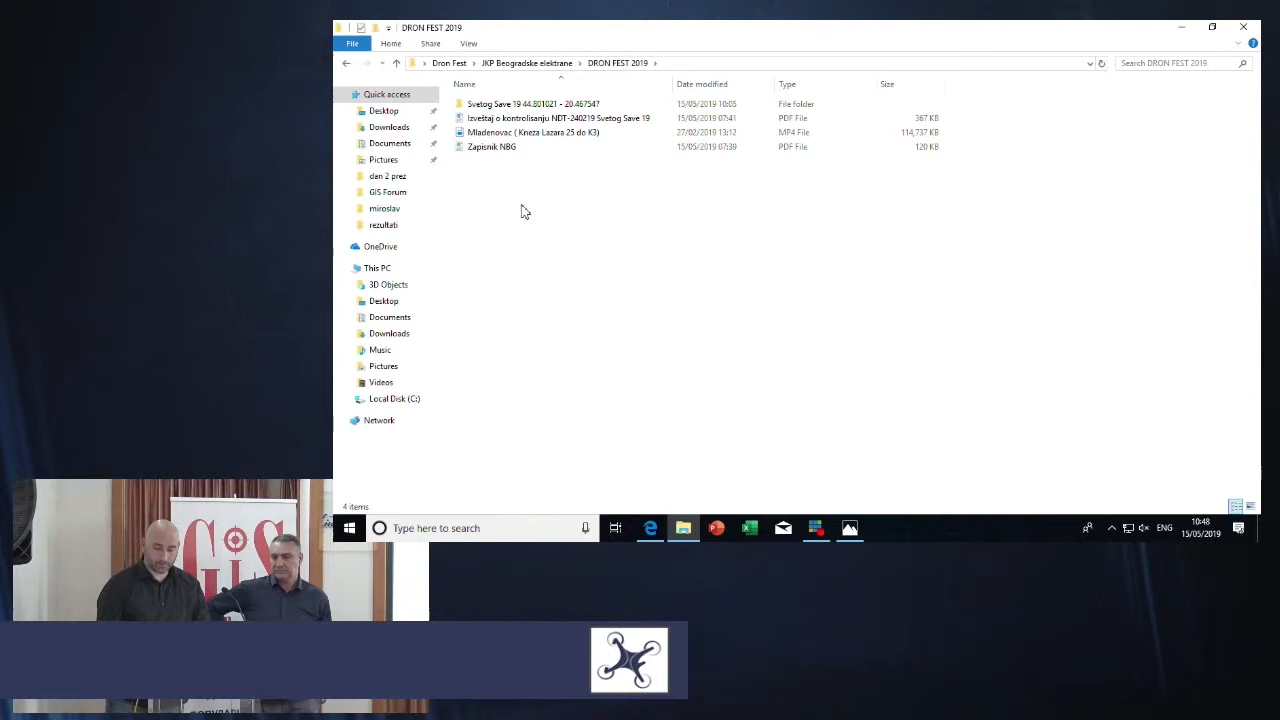 DRON FEST 2019
File Home Share View
Dron Fest JKP Beogradske elektrane DRON FEST 2019
Search DRON FEST 2019
Name Date modified Type Size
Svetog Save 19 44.801021 - 20.467547? 15/05/2019 10:05 File folder
Izveštaj o kontrolisanju NDT-240219 Svetog Save 19 15/05/2019 07:41 PDF File 367 KB
Mladenovac ( Kneza Lazara 25 do K3) 27/02/2019 13:12 MP4 File 114,737 KB
Zapisnik NBG 15/05/2019 07:39 PDF File 120 KB
Quick access
Desktop
Downloads
Documents
Pictures
dan 2 prez
GIS Forum
miroslav
rezultati
OneDrive
This PC
3D Objects
Desktop
Documents
Downloads
Music
Pictures
Videos
Local Disk (C:)
Network
4 items
Type here to search
ENG
10:48
15/05/2019
GIS